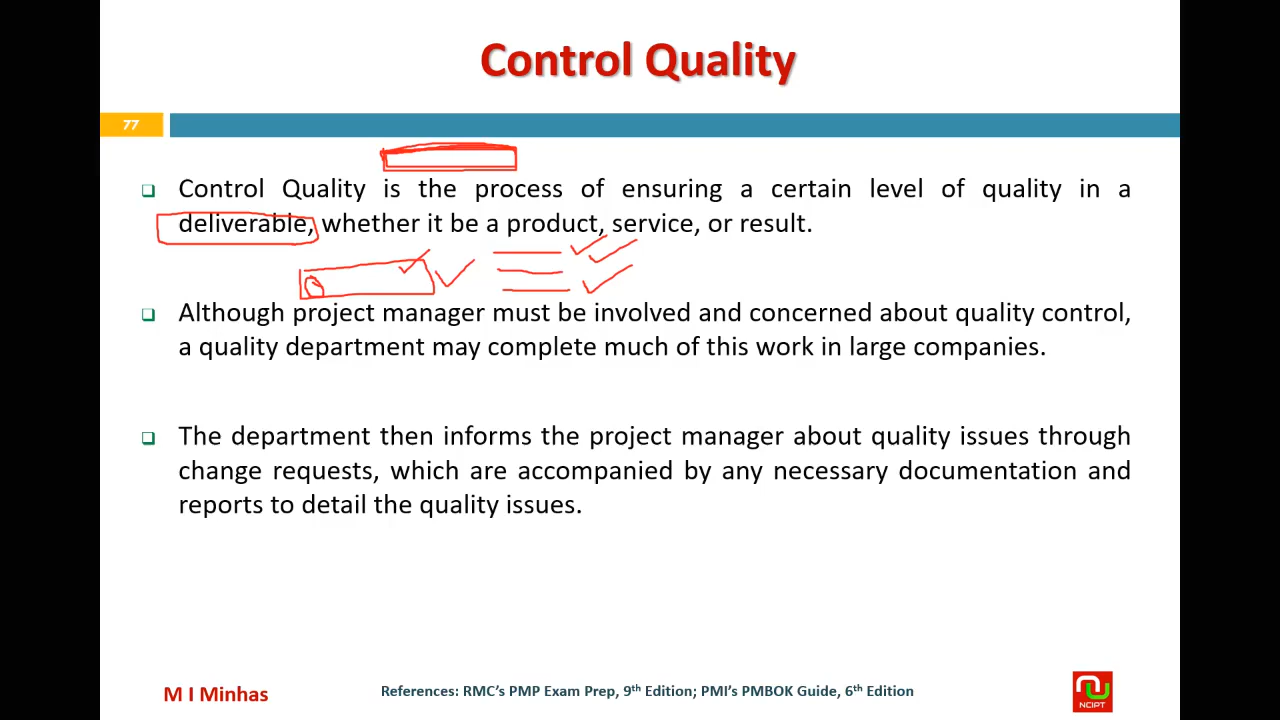 Control Quality
77
❑ Control Quality is the process of ensuring a certain level of quality in a
deliverable, whether it be a product, service, or result.
❑ Although project manager must be involved and concerned about quality control,
a quality department may complete much of this work in large companies.
❑ The department then informs the project manager about quality issues through
change requests, which are accompanied by any necessary documentation and
reports to detail the quality issues.
M I Minhas
References: RMC's PMP Exam Prep, 9th Edition; PMI's PMBOK Guide, 6th Edition
NCIPT